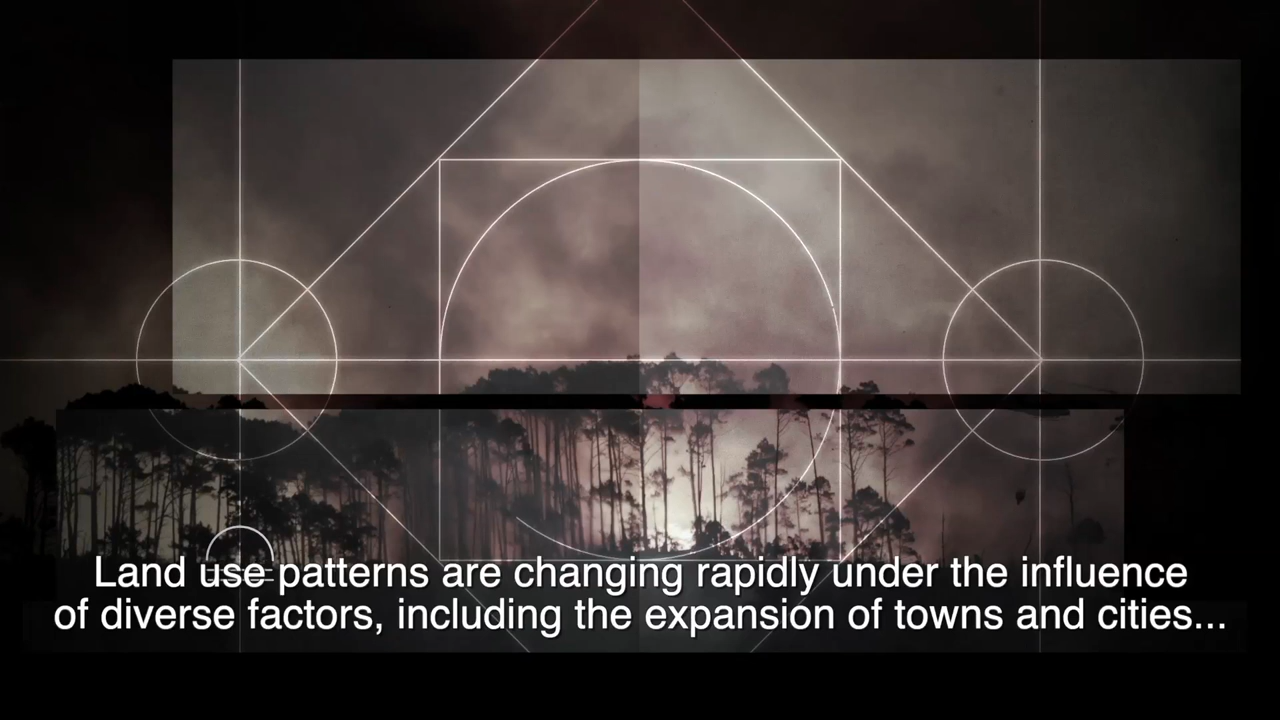 Land use patterns are changing rapidly under the influence
of diverse factors, including the expansion of towns and cities...